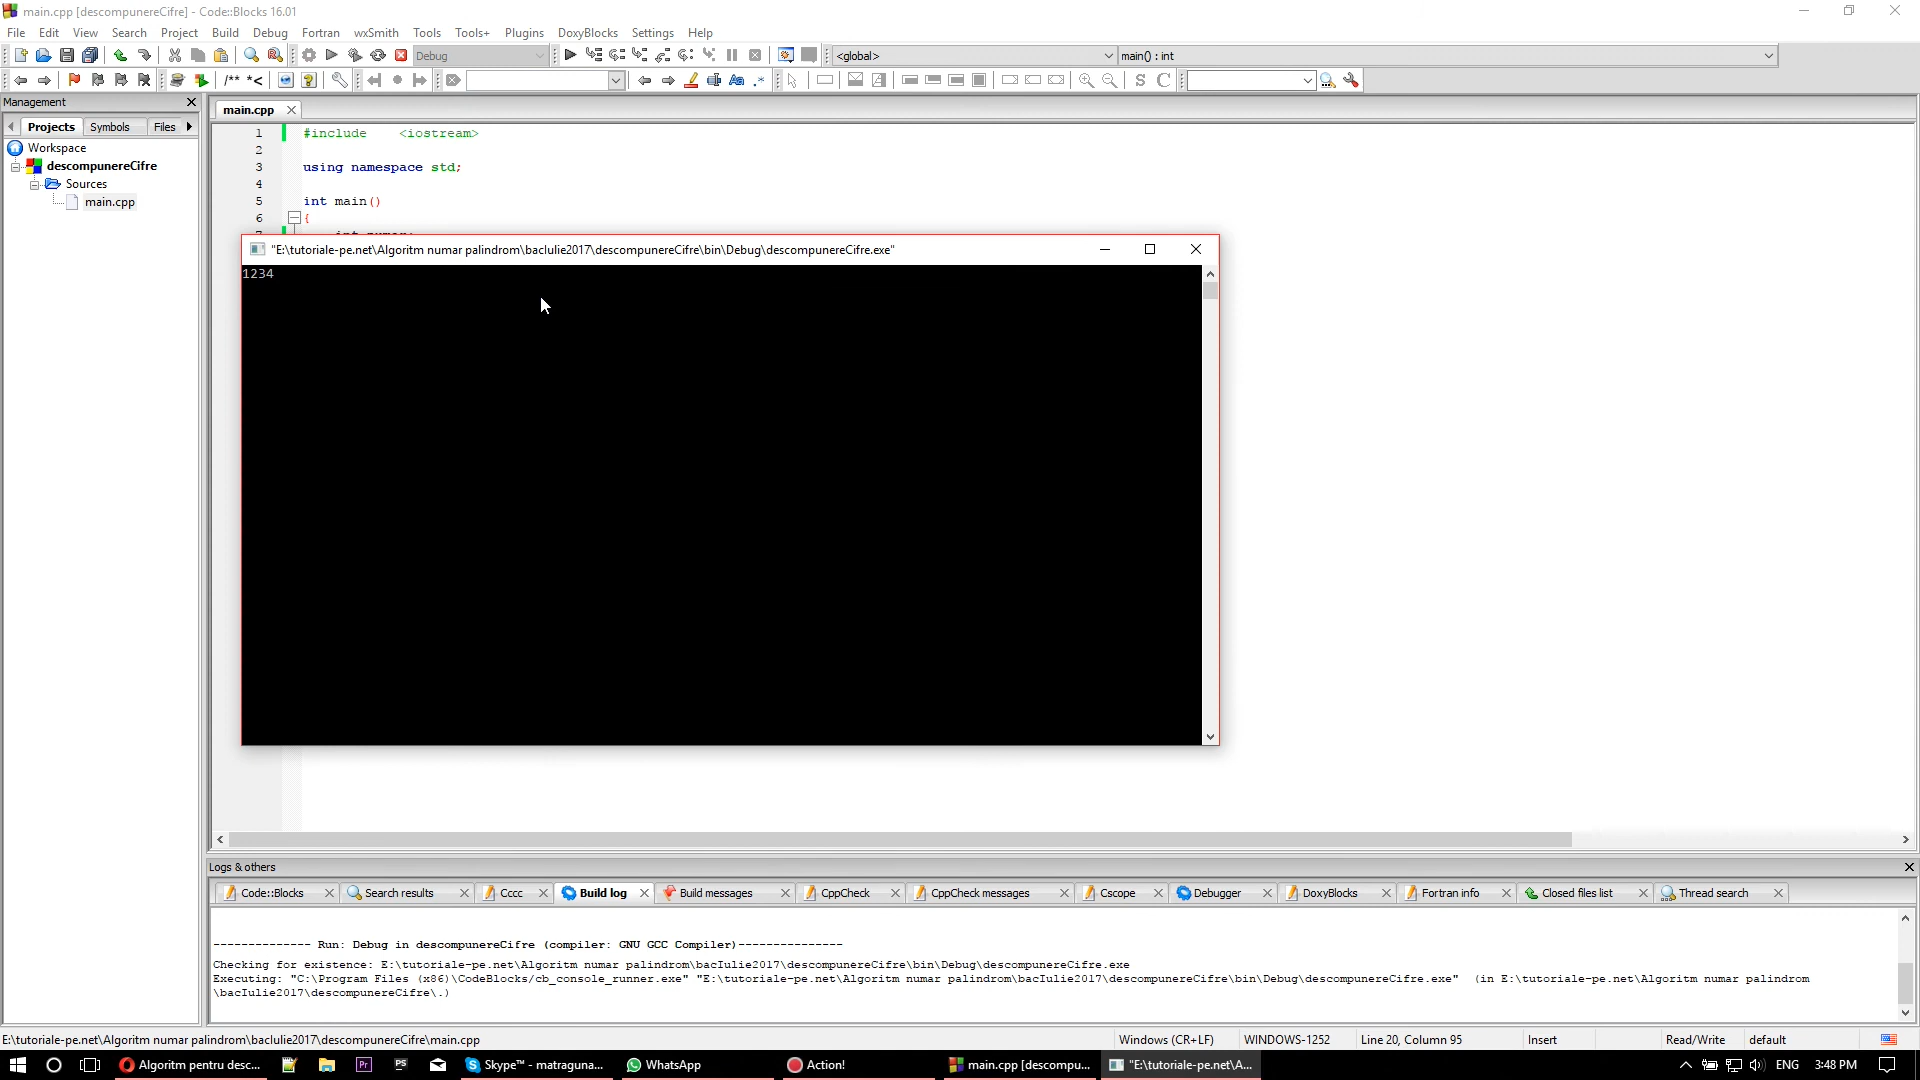 main.cpp [descompunereCifre] - Code::Blocks 16.01
File Edit View Search Project Build Debug Fortran wxSmith Tools Tools+ Plugins DoxyBlocks Settings Help
Debug <global> main() : int
/** *< Aa .* S C
Management
Projects Symbols Files
main.cpp
Workspace
descompunereCifre
Sources
main.cpp
1 #include <iostream>
2
3 using namespace std;
4
5 int main()
6 {
"E:\tutoriale-pe.net\Algoritm numar palindrom\bacIulie2017\descompunereCifre\bin\Debug\descompunereCifre.exe"
1234
Logs & others
Code::Blocks Search results Cccc Build log Build messages CppCheck CppCheck messages Cscope Debugger DoxyBlocks Fortran info Closed files list Thread search
-------------- Run: Debug in descompunereCifre (compiler: GNU GCC Compiler)---------------
Checking for existence: E:\tutoriale-pe.net\Algoritm numar palindrom\bacIulie2017\descompunereCifre\bin\Debug\descompunereCifre.exe
Executing: "C:\Program Files (x86)\CodeBlocks/cb_console_runner.exe" "E:\tutoriale-pe.net\Algoritm numar palindrom\bacIulie2017\descompunereCifre\bin\Debug\descompunereCifre.exe" (in E:\tutoriale-pe.net\Algoritm numar palindrom
\bacIulie2017\descompunereCifre\.)
E:\tutoriale-pe.net\Algoritm numar palindrom\bacIulie2017\descompunereCifre\main.cpp Windows (CR+LF) WINDOWS-1252 Line 20, Column 95 Insert Read/Write default
Algoritm pentru desc... Pr PS Skype™ - matraguna... WhatsApp Action! main.cpp [descompu... "E:\tutoriale-pe.net\A... ENG 3:48 PM